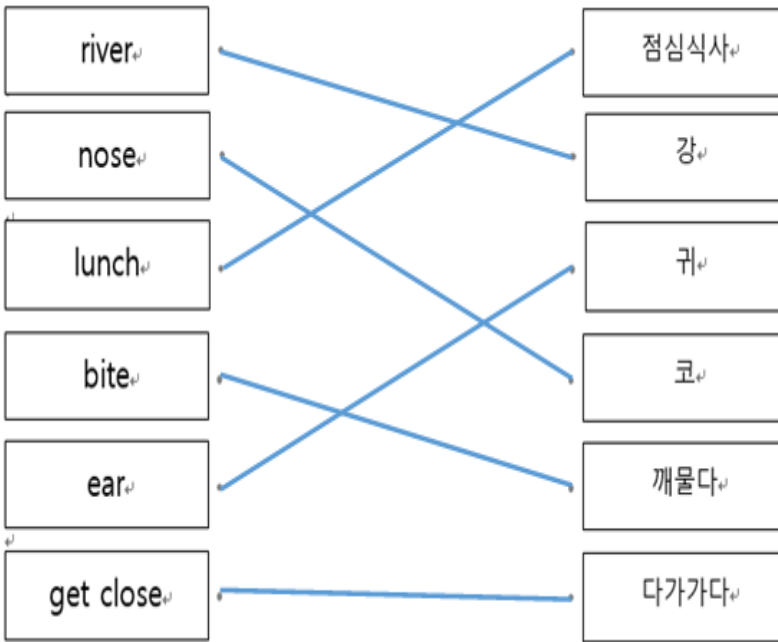 river
점심식사
nose
강
lunch
귀
bite
코
ear
깨물다
get close
다가가다